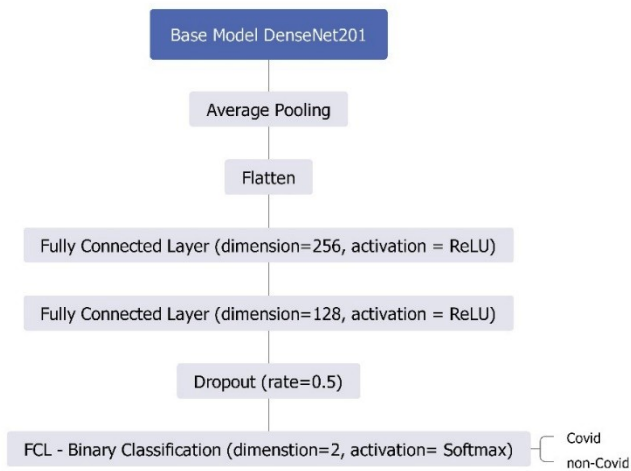 Base Model DenseNet201
Average Pooling
Flatten
Fully Connected Layer (dimension=256, activation = ReLU)
Fully Connected Layer (dimension=128, activation = ReLU)
Dropout (rate=0.5)
FCL - Binary Classification (dimenstion=2, activation= Softmax)
Covid
non-Covid